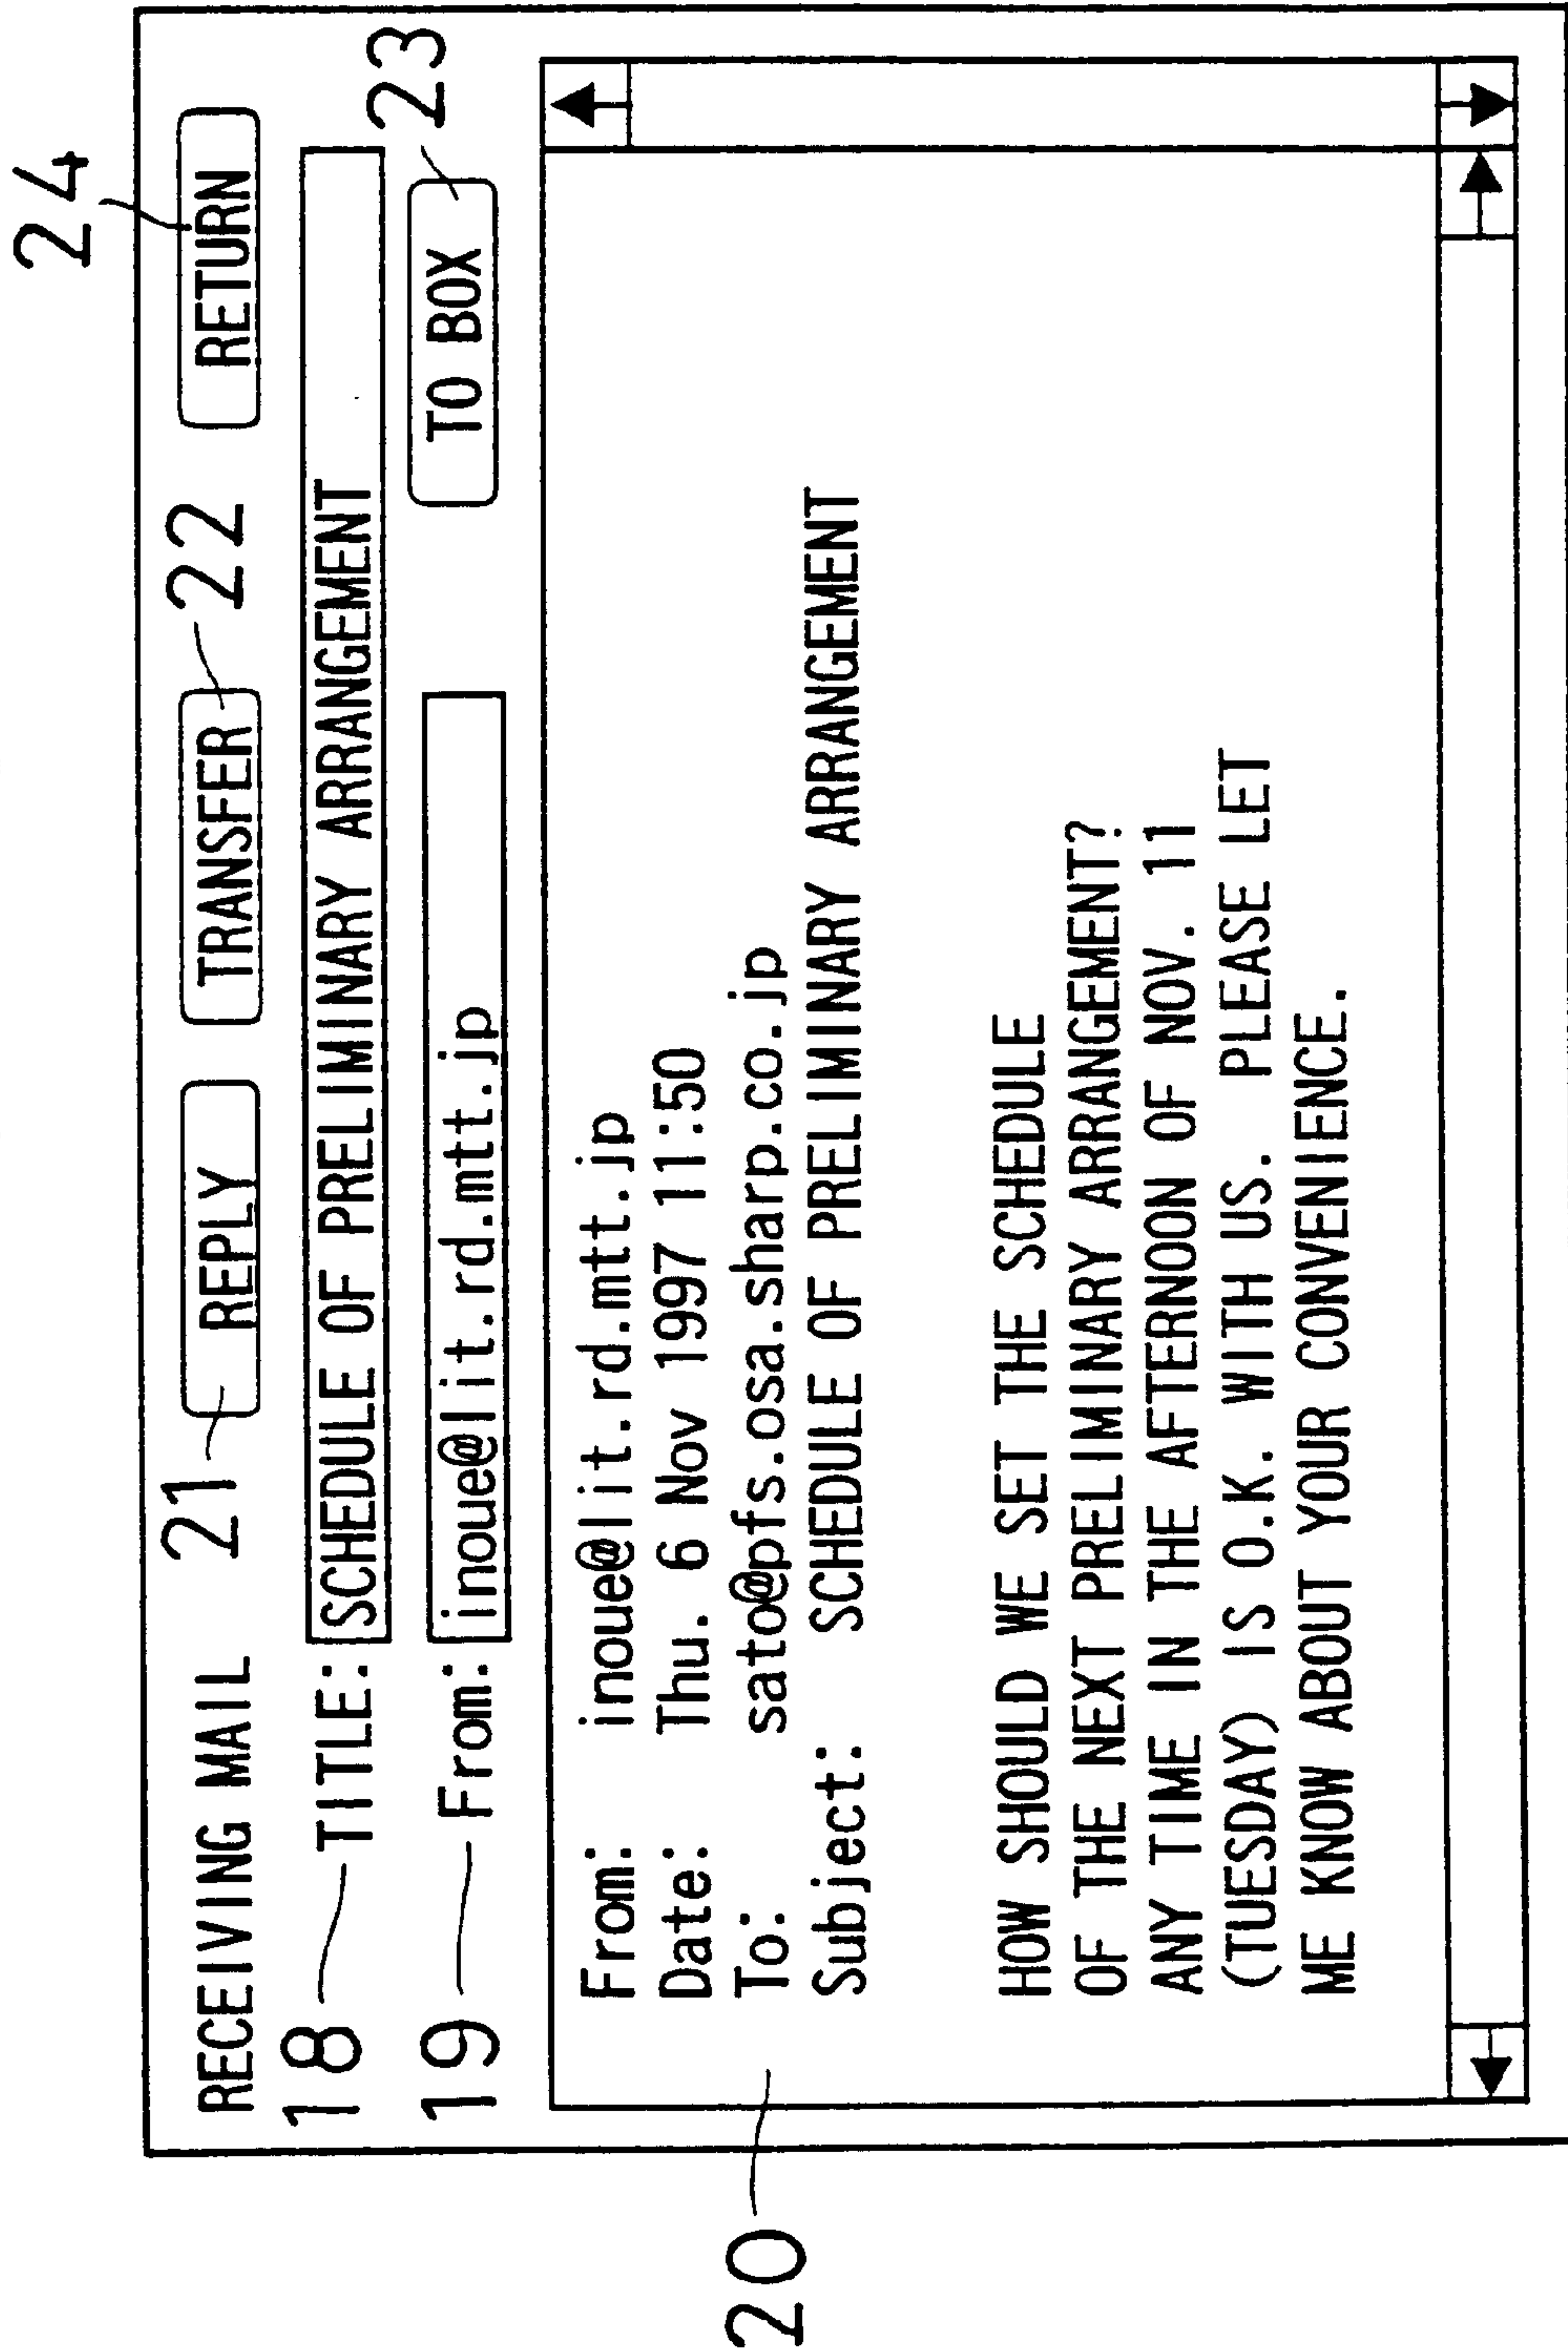 24
RECEIVING MAIL 21 REPLY TRANSFER 22 RETURN
18 TITLE: SCHEDULE OF PRELIMINARY ARRANGEMENT
19 From: inoue@lit.rd.mtt.jp TO BOX 23
From: inoue@lit.rd.mtt.jp
Date: Thu. 6 Nov 1997 11:50
20 To: sato@pfs.osa.sharp.co.jp
Subject: SCHEDULE OF PRELIMINARY ARRANGEMENT
HOW SHOULD WE SET THE SCHEDULE
OF THE NEXT PRELIMINARY ARRANGEMENT?
ANY TIME IN THE AFTERNOON OF NOV. 11
(TUESDAY) IS O.K. WITH US. PLEASE LET
ME KNOW ABOUT YOUR CONVENIENCE.